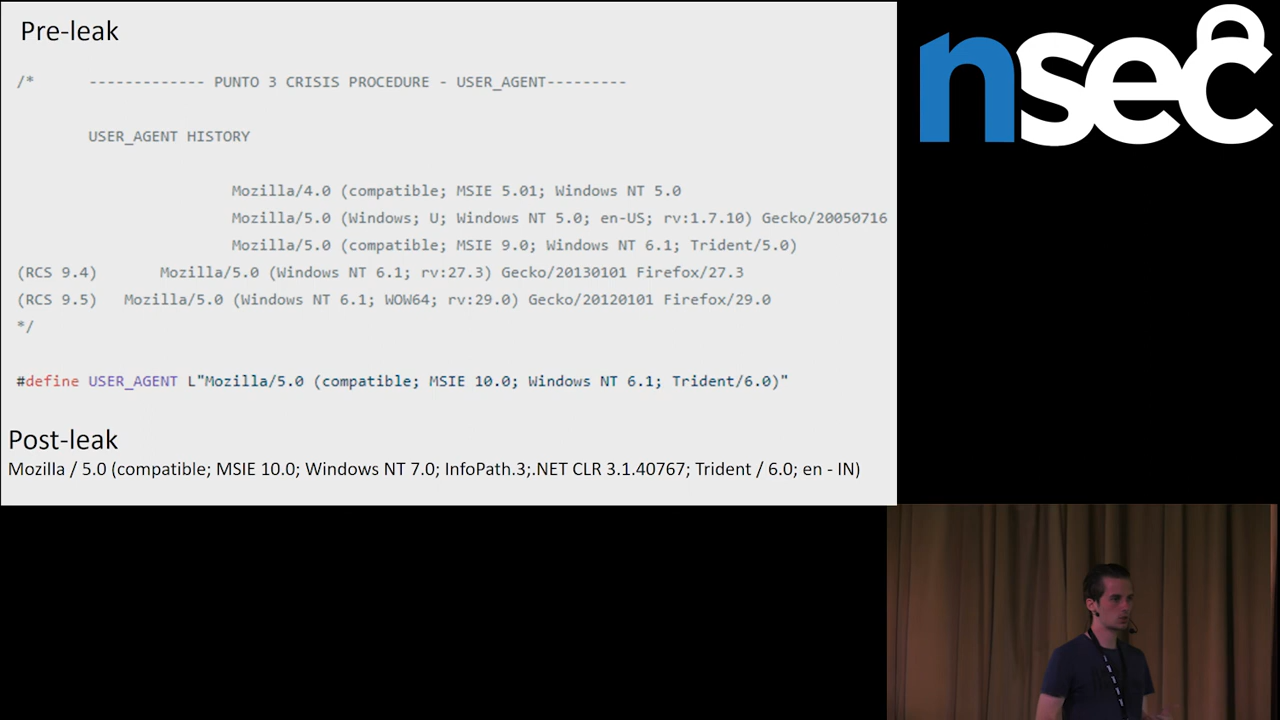 Pre-leak
nsec
/* ------------- PUNTO 3 CRISIS PROCEDURE - USER_AGENT---------
USER_AGENT HISTORY
Mozilla/4.0 (compatible; MSIE 5.01; Windows NT 5.0
Mozilla/5.0 (Windows; U; Windows NT 5.0; en-US; rv:1.7.10) Gecko/20050716
Mozilla/5.0 (compatible; MSIE 9.0; Windows NT 6.1; Trident/5.0)
(RCS 9.4) Mozilla/5.0 (Windows NT 6.1; rv:27.3) Gecko/20130101 Firefox/27.3
(RCS 9.5) Mozilla/5.0 (Windows NT 6.1; WOW64; rv:29.0) Gecko/20120101 Firefox/29.0
*/
#define USER_AGENT L"Mozilla/5.0 (compatible; MSIE 10.0; Windows NT 6.1; Trident/6.0)"
Post-leak
Mozilla / 5.0 (compatible; MSIE 10.0; Windows NT 7.0; InfoPath.3;.NET CLR 3.1.40767; Trident / 6.0; en - IN)